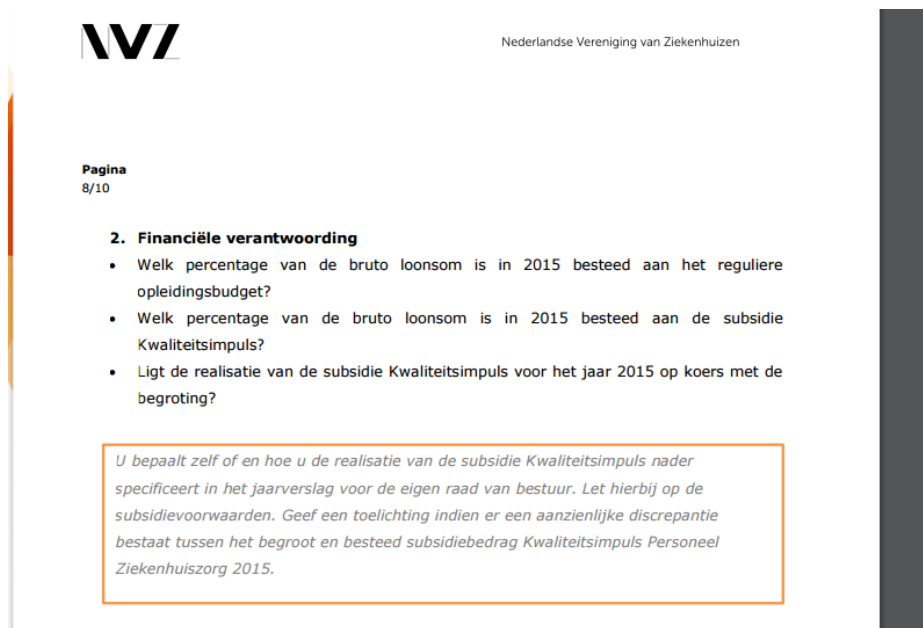 NVZ
Nederlandse Vereniging van Ziekenhuizen
Pagina
8/10
2. Financiële verantwoording
• Welk percentage van de bruto loonsom is in 2015 besteed aan het reguliere
opleidingsbudget?
• Welk percentage van de bruto loonsom is in 2015 besteed aan de subsidie
Kwaliteitsimpuls?
• Ligt de realisatie van de subsidie Kwaliteitsimpuls voor het jaar 2015 op koers met de
begroting?
U bepaalt zelf of en hoe u de realisatie van de subsidie Kwaliteitsimpuls nader
specificeert in het jaarverslag voor de eigen raad van bestuur. Let hierbij op de
subsidievoorwaarden. Geef een toelichting indien er een aanzienlijke discrepantie
bestaat tussen het begroot en besteed subsidiebedrag Kwaliteitsimpuls Personeel
Ziekenhuiszorg 2015.